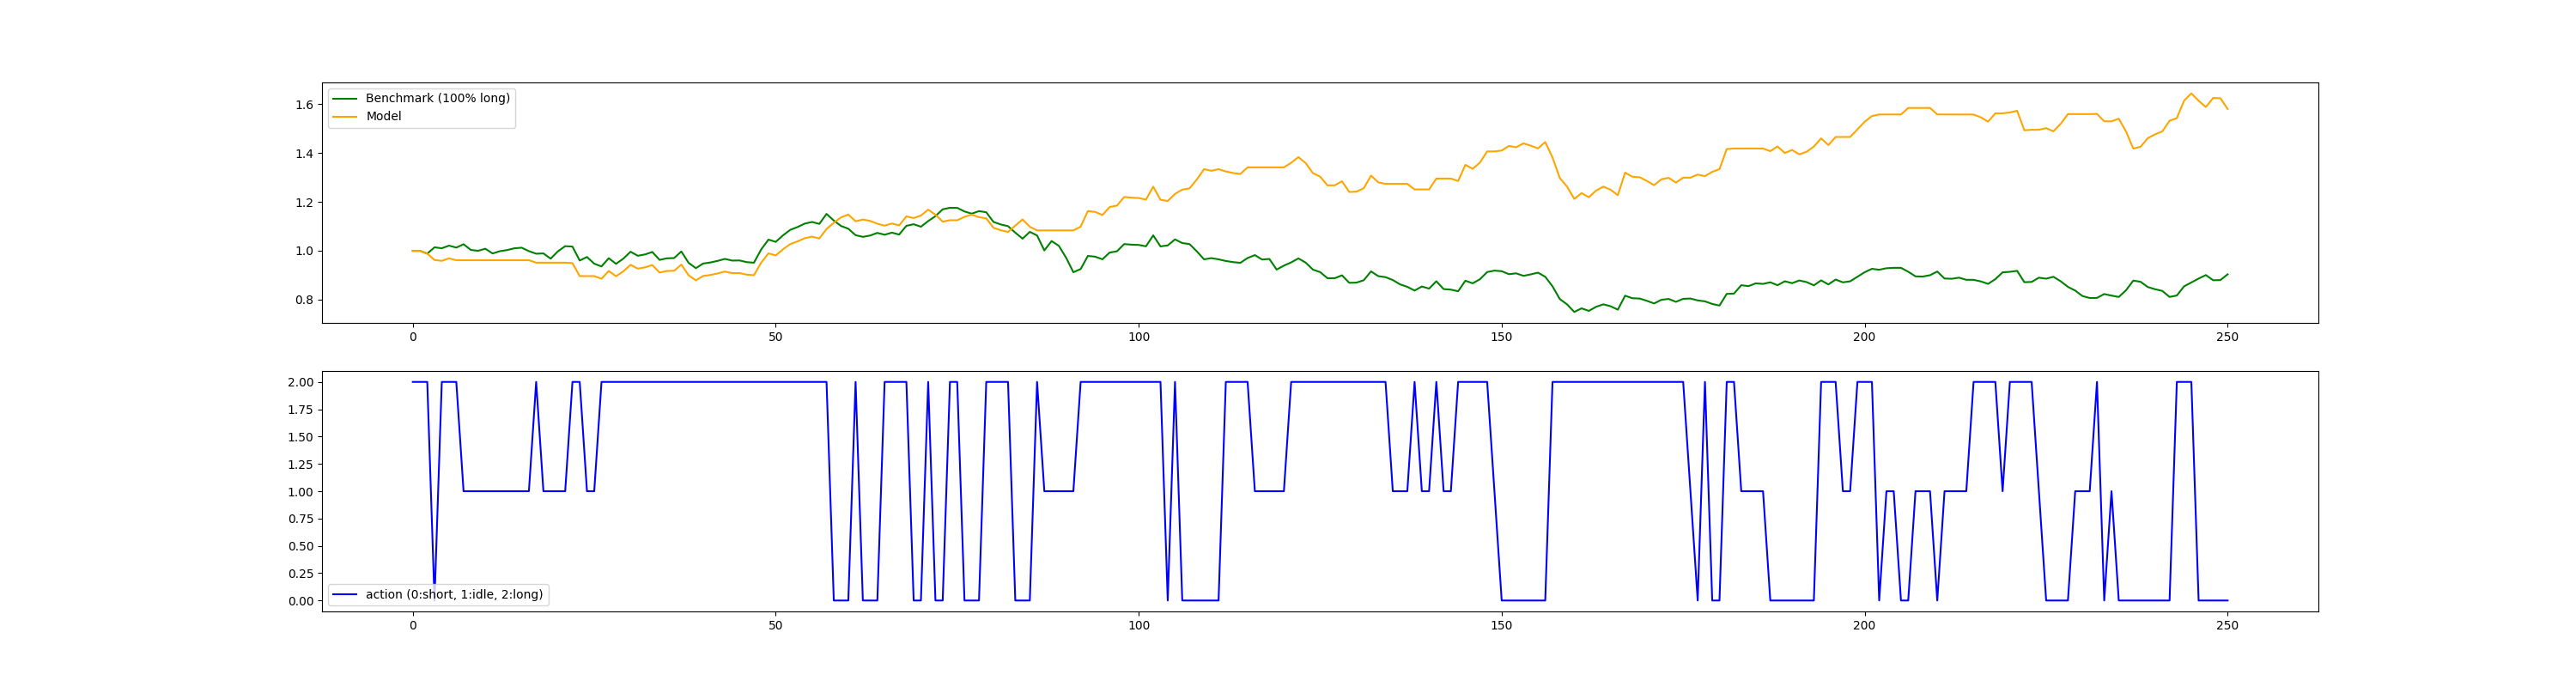 Benchmark (100% long)
Model
1.6
1.4
1.2
1.0
0.8
0 50 100 150 200 250
2.00
1.75
1.50
1.25
1.00
0.75
0.50
0.25
0.00
action (0:short, 1:idle, 2:long)
0 50 100 150 200 250